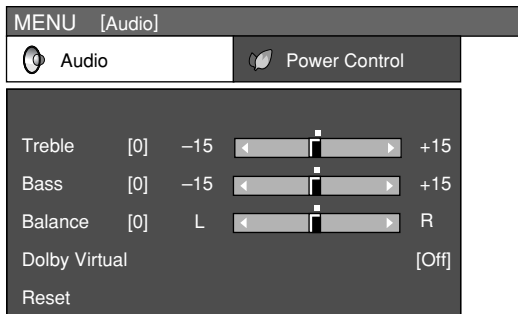 MENU [Audio]
Audio Power Control
Treble [0] –15 +15
Bass [0] –15 +15
Balance [0] L R
Dolby Virtual [Off]
Reset